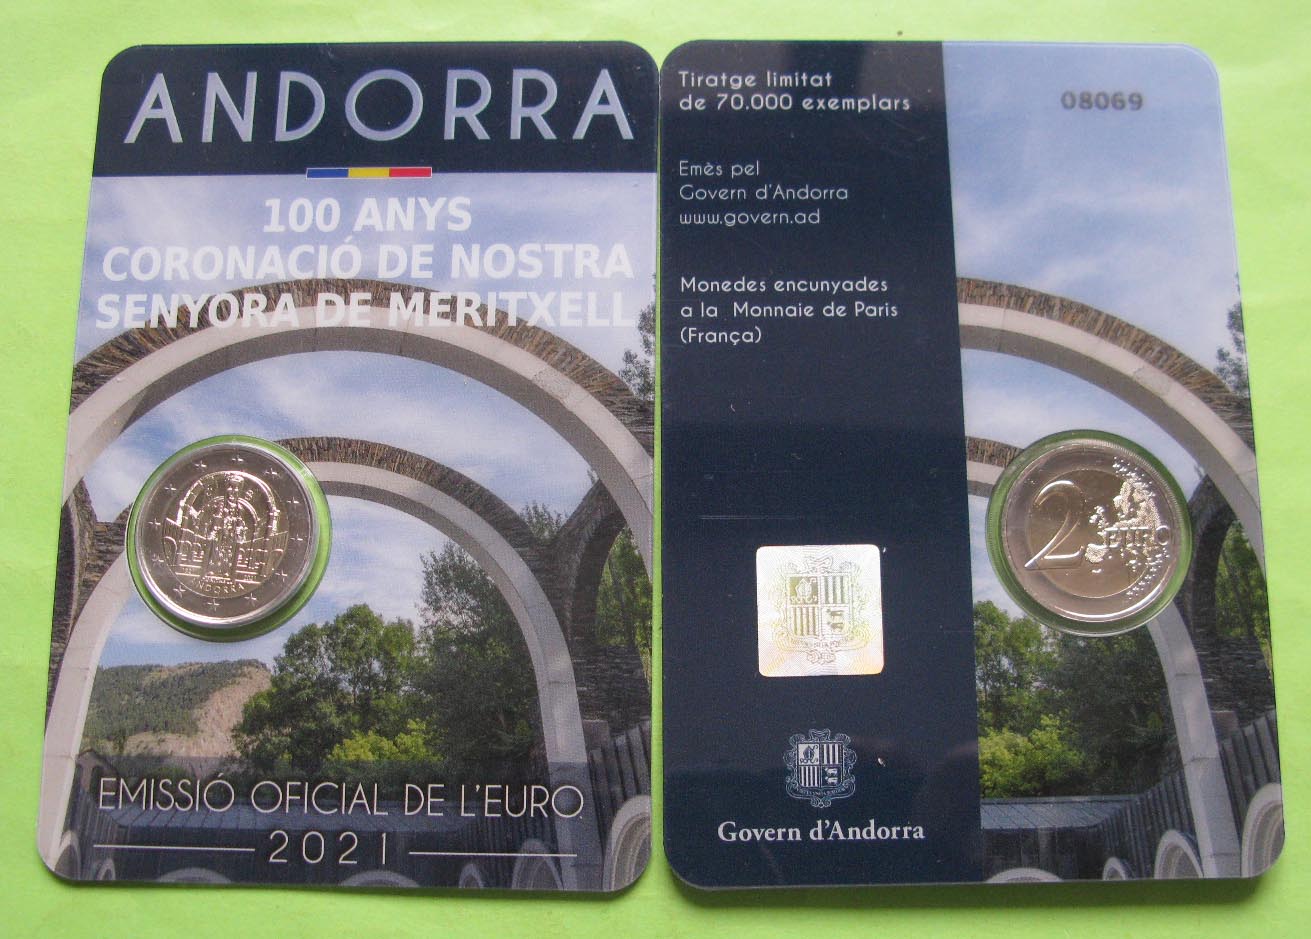 ANDORRA
100 ANYS
CORONACIÓ DE NOSTRA
SENYORA DE MERITXELL
ANDORRA
EMISSIÓ OFICIAL DE L'EURO
2021
Tiratge limitat
de 70.000 exemplars
08069
Emès pel
Govern d'Andorra
www.govern.ad
Monedes encunyades
a la Monnaie de Paris
(França)
2 EURO
Govern d'Andorra